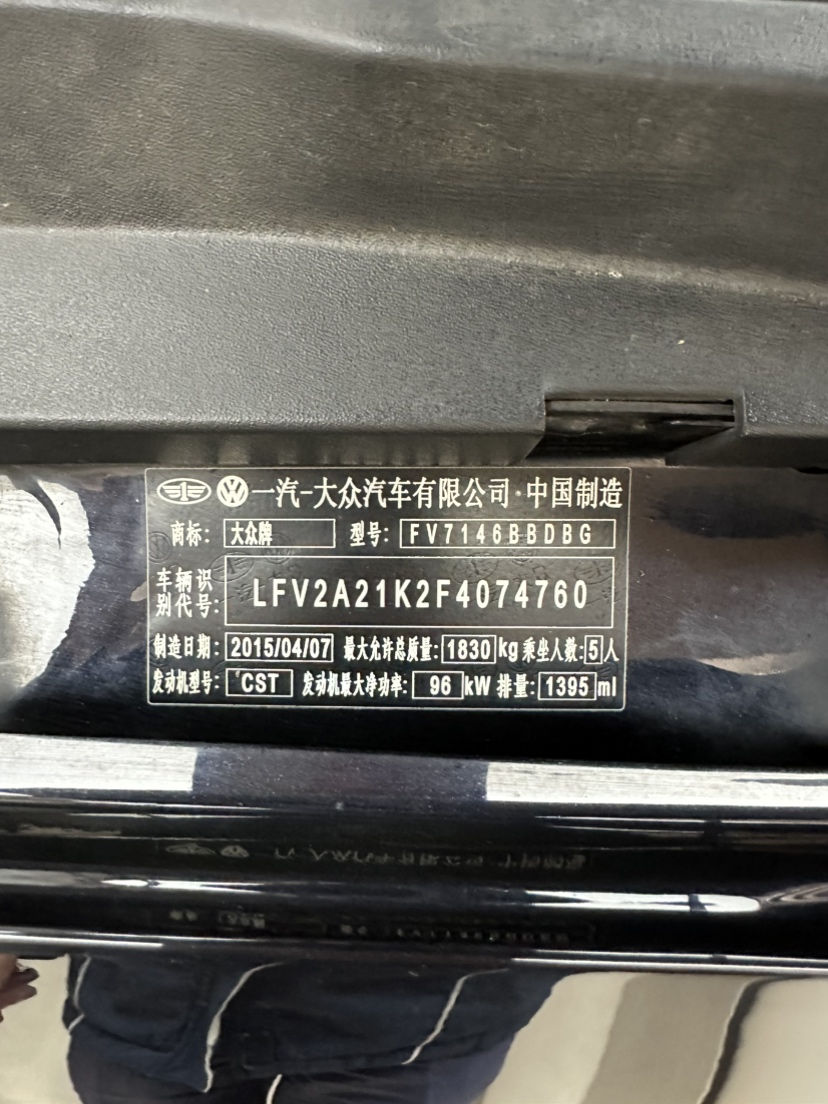 一汽-大众汽车有限公司·中国制造
商标: 大众牌 型号: FV7146BBDBG
车辆识别代号: LFV2A21K2F4074760
制造日期: 2015/04/07 最大允许总质量: 1830 kg 乘坐人数: 5 人
发动机型号: CST 发动机最大净功率: 96 kW 排量: 1395 ml